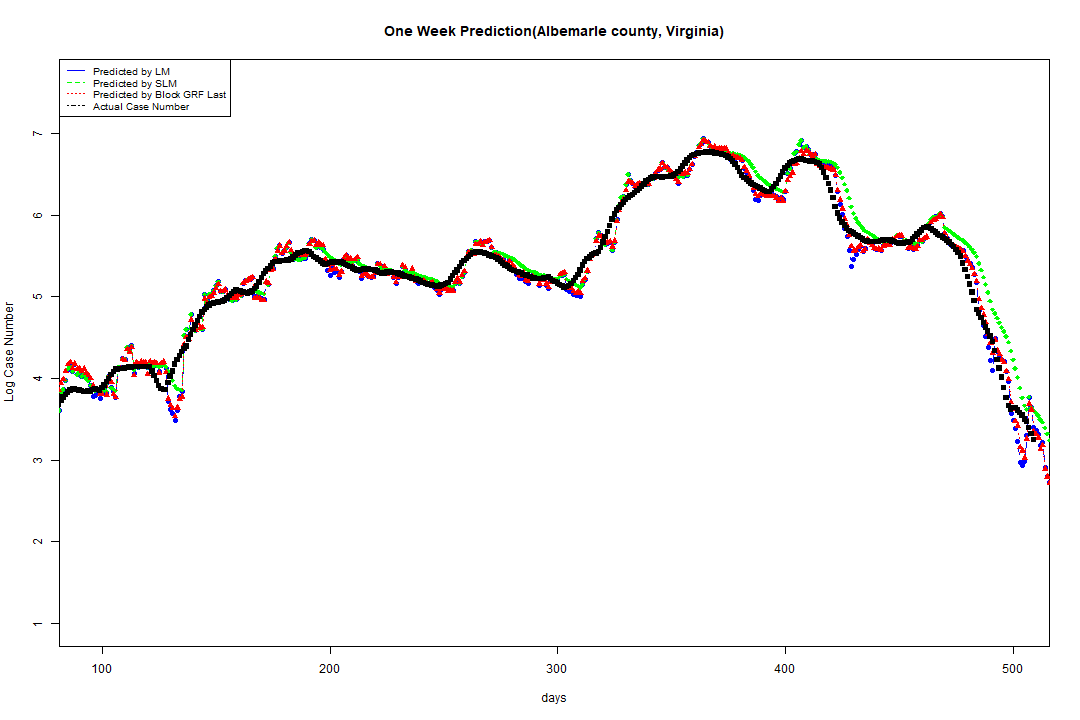 One Week Prediction(Albemarle county, Virginia)
Predicted by LM
Predicted by SLM
Predicted by Block GRF Last
Actual Case Number
7
6
5
4
3
2
1
Log Case Number
100 200 300 400 500
days